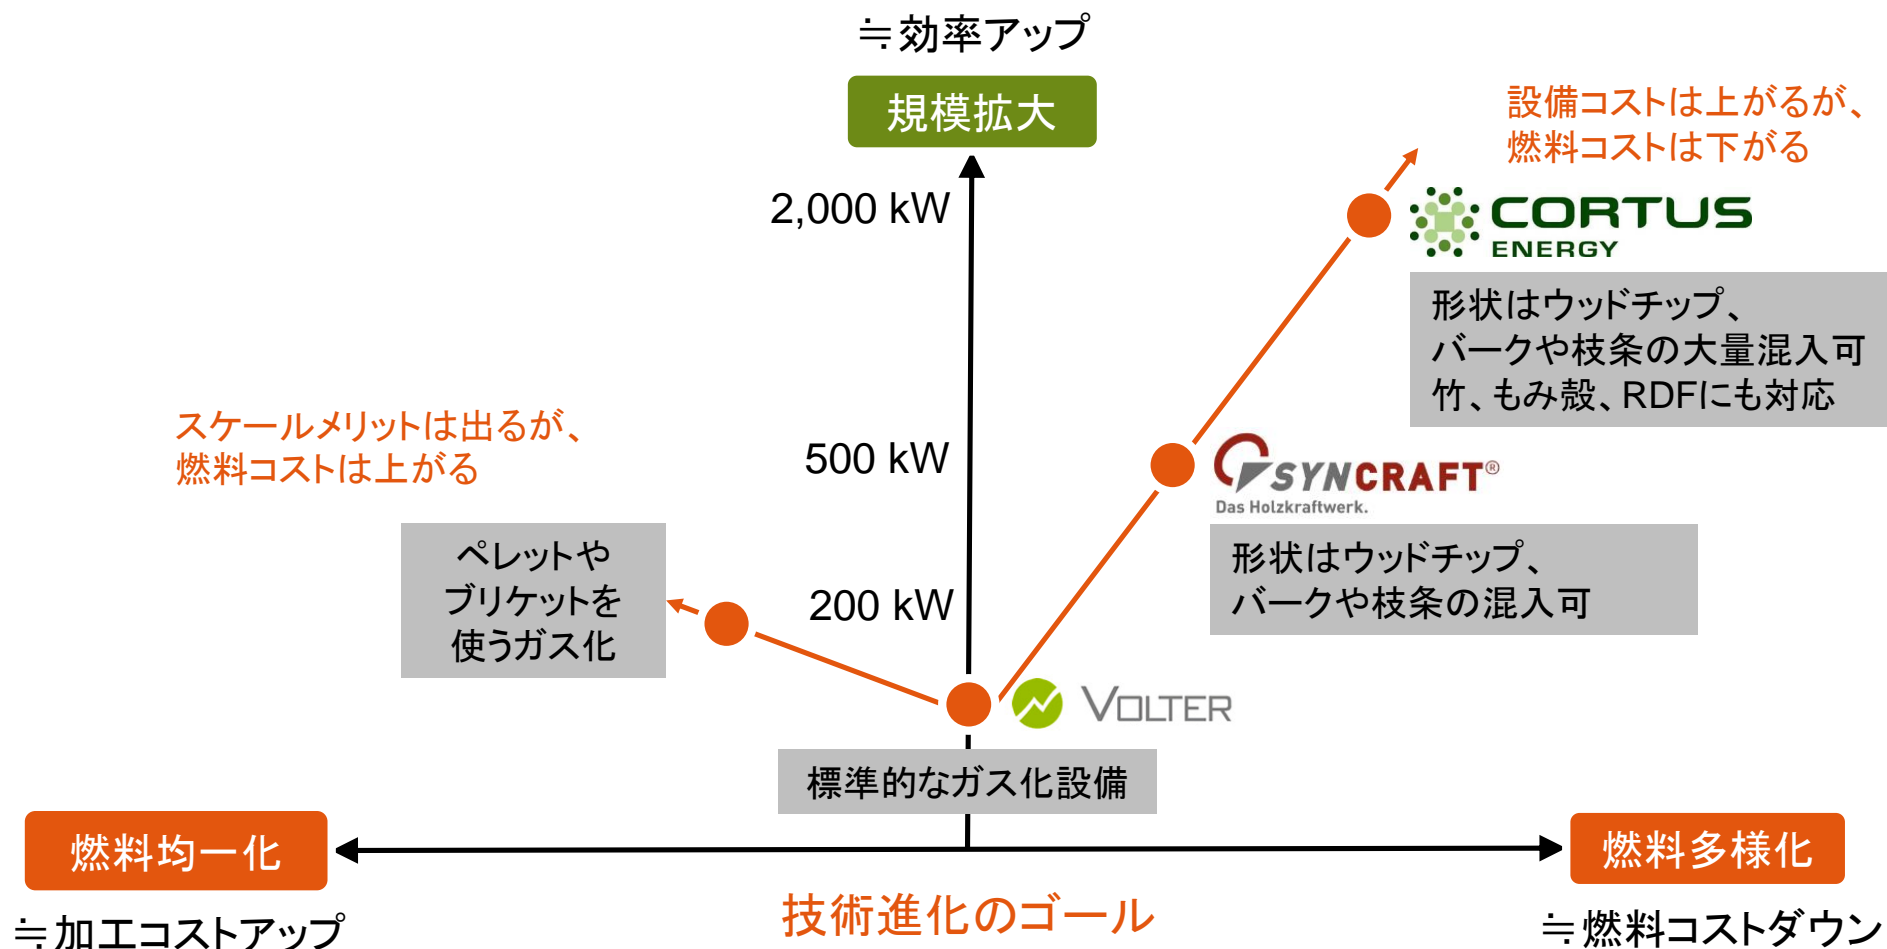 ≒効率アップ
規模拡大
設備コストは上がるが、
燃料コストは下がる
2,000 kW
CORTUS
ENERGY
形状はウッドチップ、
バークや枝条の大量混入可
竹、もみ殻、RDFにも対応
スケールメリットは出るが、
燃料コストは上がる
500 kW
SYNCRAFT®
Das Holzkraftwerk.
形状はウッドチップ、
バークや枝条の混入可
ペレットや
ブリケットを
使うガス化
200 kW
VOLTER
標準的なガス化設備
燃料均一化
燃料多様化
技術進化のゴール
≒加工コストアップ
≒燃料コストダウン